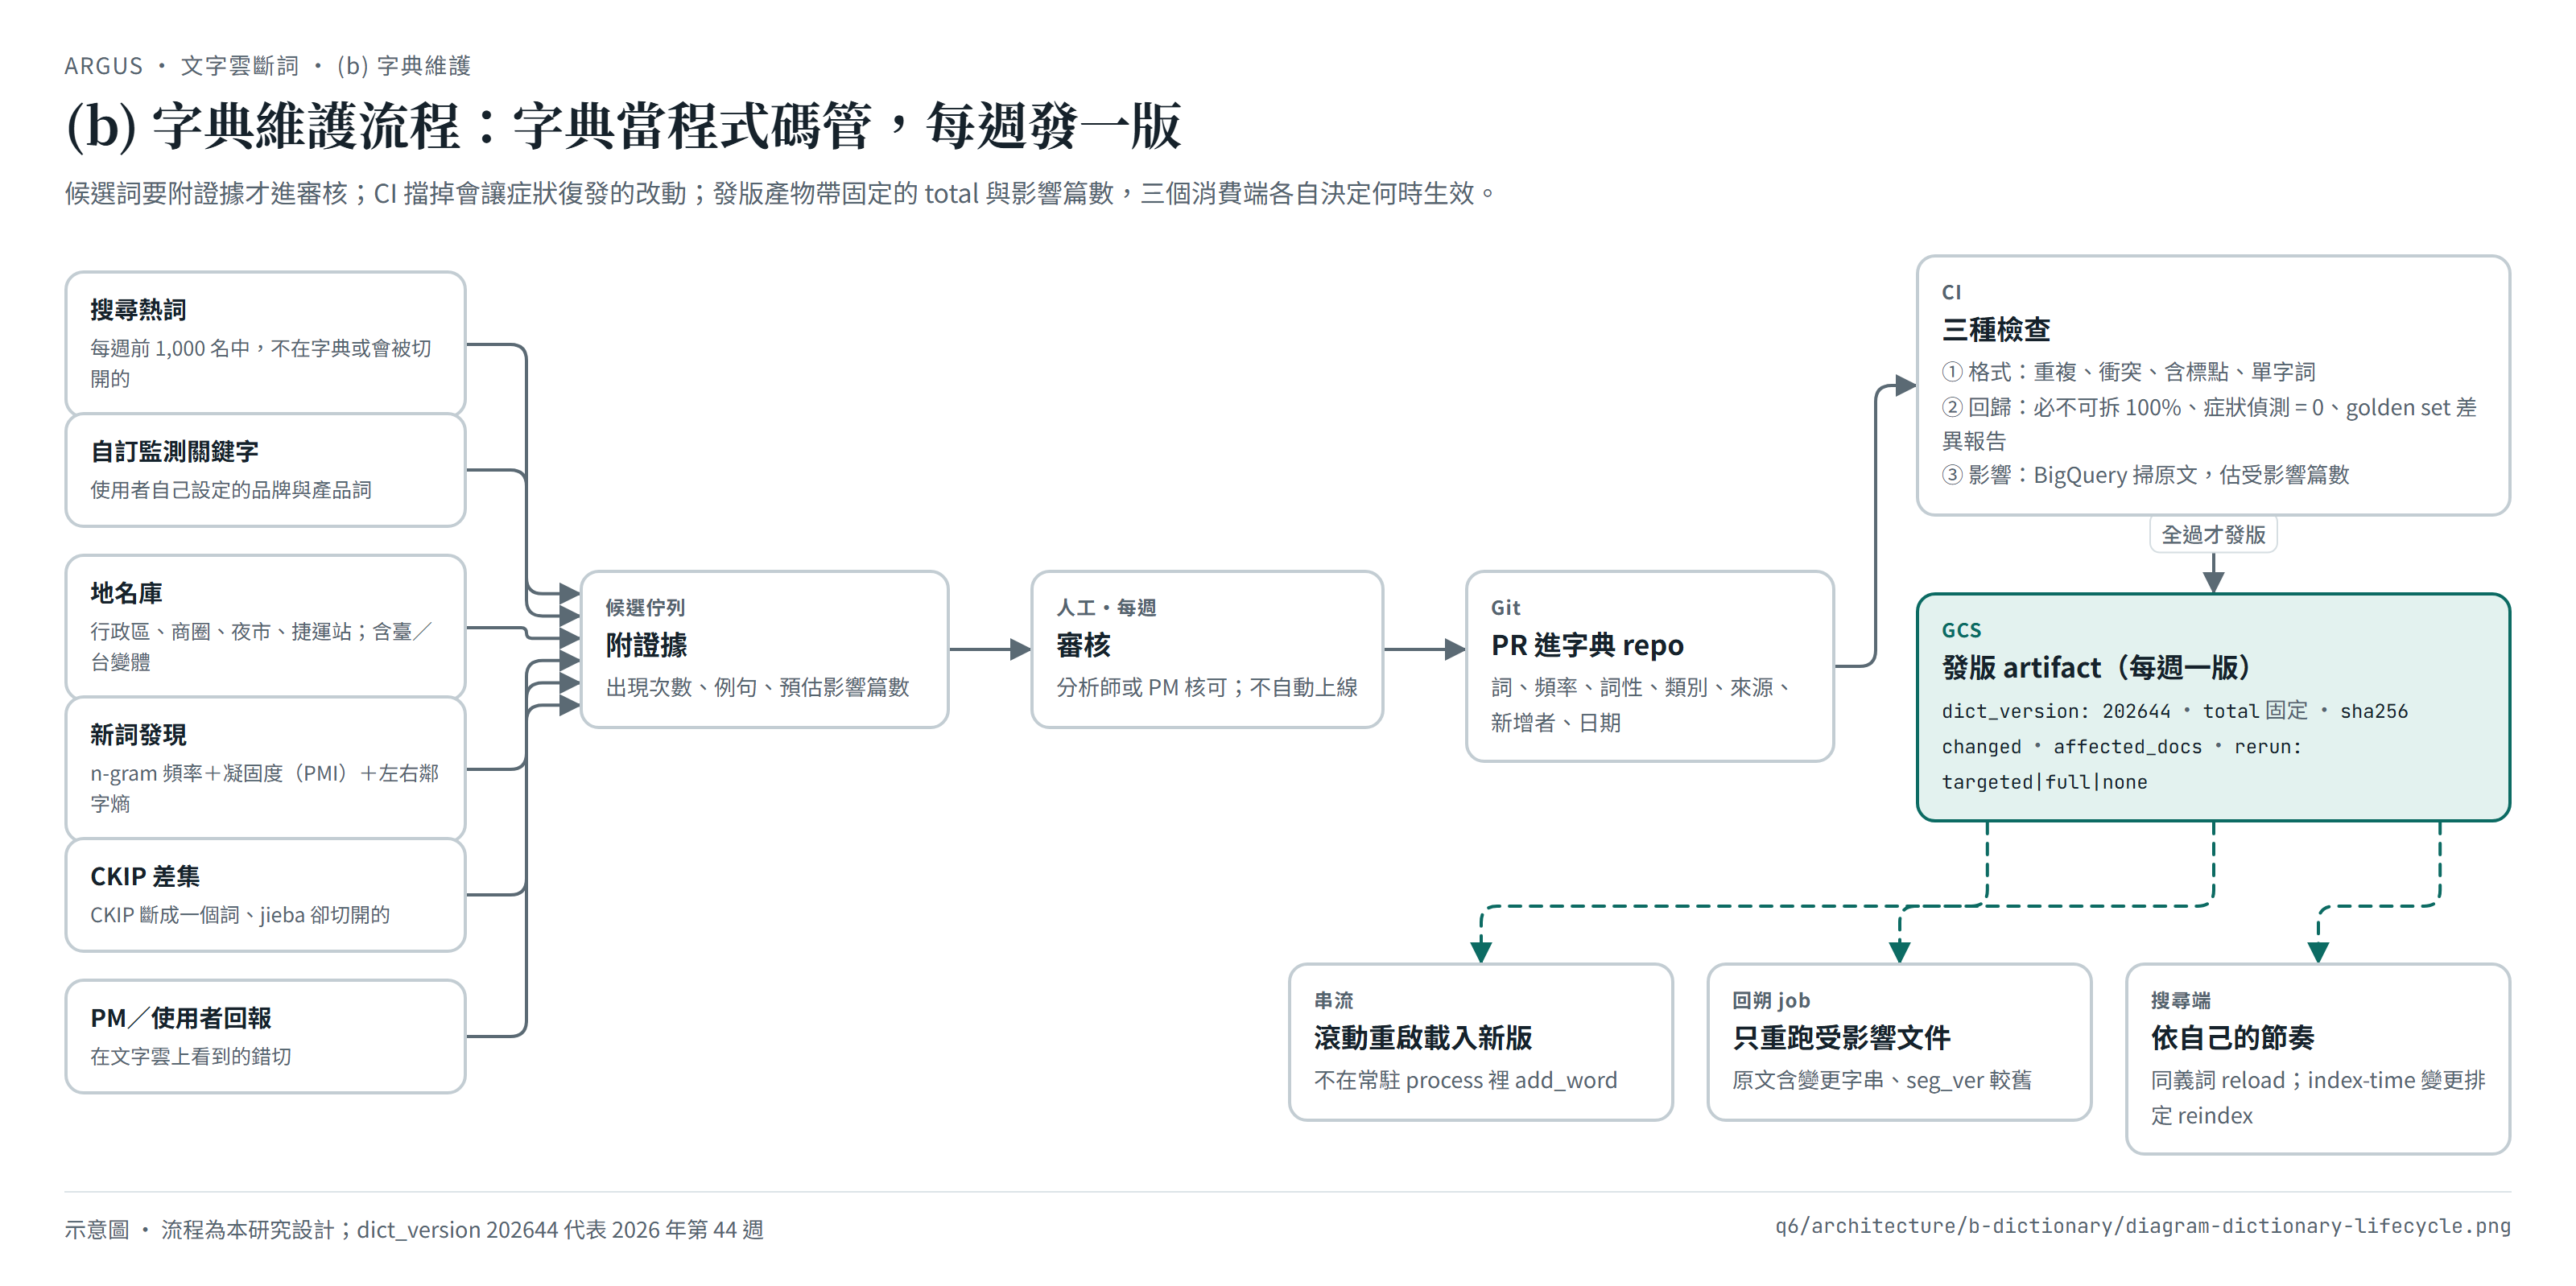 ARGUS ・ 文字雲斷詞 ・ (b) 字典維護
(b) 字典維護流程：字典當程式碼管，每週發一版
候選詞要附證據才進審核；CI 擋掉會讓症狀復發的改動；發版產物帶固定的 total 與影響篇數，三個消費端各自決定何時生效。
搜尋熱詞
每週前 1,000 名中，不在字典或會被切
開的
自訂監測關鍵字
使用者自己設定的品牌與產品詞
地名庫
行政區、商圈、夜市、捷運站；含臺／
台變體
新詞發現
n-gram 頻率＋凝固度（PMI）＋左右鄰
字熵
CKIP 差集
CKIP 斷成一個詞、jieba 卻切開的
PM／使用者回報
在文字雲上看到的錯切
候選佇列
附證據
出現次數、例句、預估影響篇數
人工・每週
審核
分析師或 PM 核可；不自動上線
Git
PR 進字典 repo
詞、頻率、詞性、類別、來源、
新增者、日期
CI
三種檢查
① 格式：重複、衝突、含標點、單字詞
② 回歸：必不可拆 100%、症狀偵測 = 0、golden set 差
異報告
③ 影響：BigQuery 掃原文，估受影響篇數
全過才發版
GCS
發版 artifact（每週一版）
dict_version: 202644 ・ total 固定 ・ sha256
changed ・ affected_docs ・ rerun:
targeted|full|none
串流
滾動重啟載入新版
不在常駐 process 裡 add_word
回朔 job
只重跑受影響文件
原文含變更字串、seg_ver 較舊
搜尋端
依自己的節奏
同義詞 reload；index-time 變更排
定 reindex
示意圖 ・ 流程為本研究設計；dict_version 202644 代表 2026 年第 44 週
q6/architecture/b-dictionary/diagram-dictionary-lifecycle.png